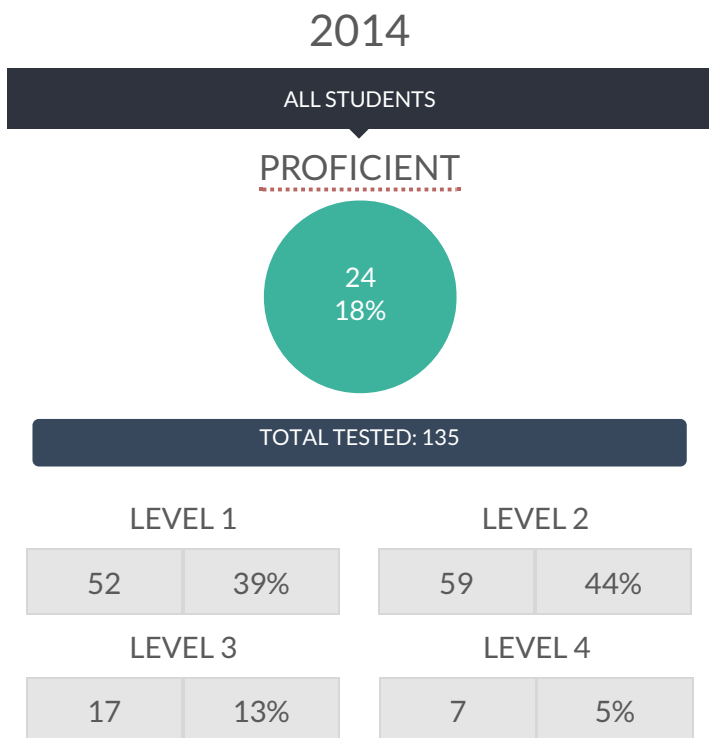 2014
ALL STUDENTS
PROFICIENT
24
18%
TOTAL TESTED: 135
LEVEL 1 LEVEL 2
52 39% 59 44%
LEVEL 3 LEVEL 4
17 13% 7 5%